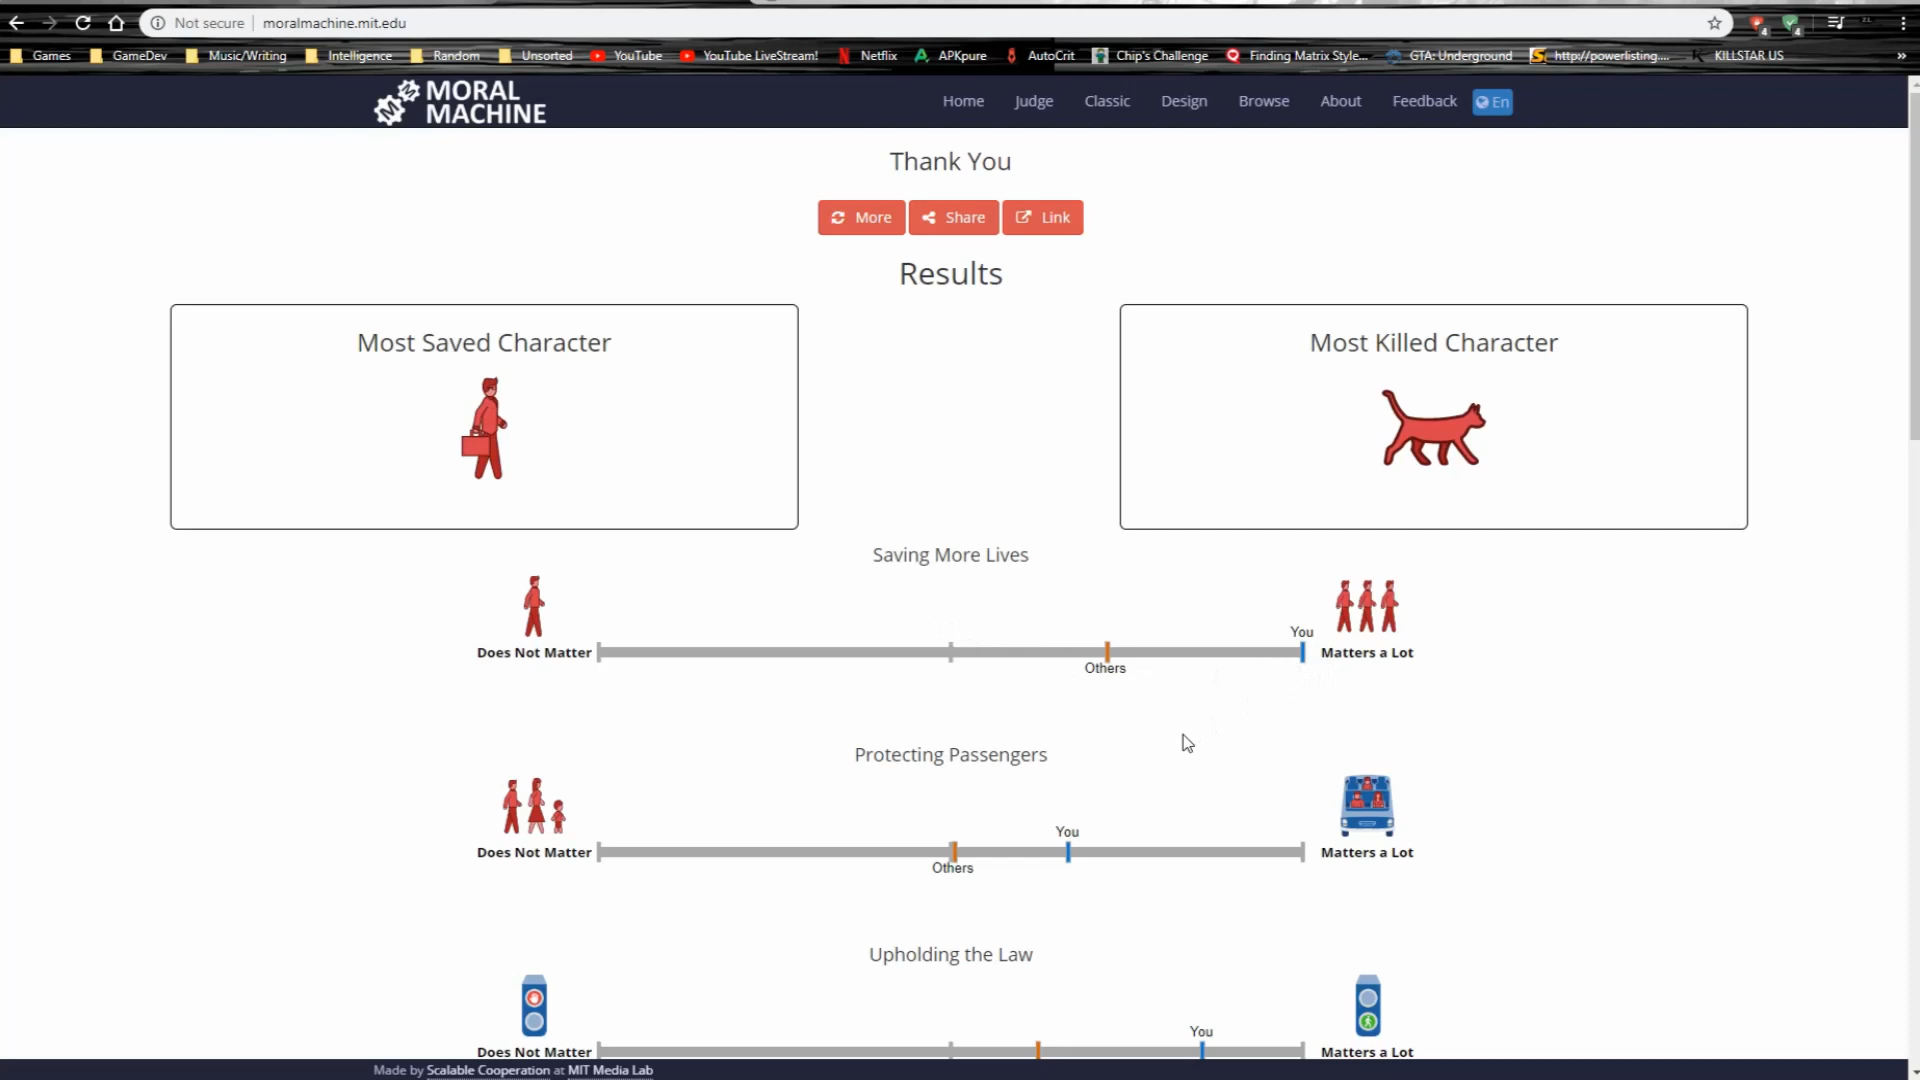 Not secure | moralmachine.mit.edu
4 4
Games GameDev Music/Writing Intelligence Random Unsorted YouTube YouTube LiveStream! Netflix APKpure AutoCrit Chip's Challenge Finding Matrix Style... GTA: Underground http://powerlisting.... KILLSTAR US »
MORAL
MACHINE
Home Judge Classic Design Browse About Feedback En
Thank You
More Share Link
Results
Most Saved Character Most Killed Character
Saving More Lives
You
Does Not Matter Matters a Lot
Others
Protecting Passengers
You
Does Not Matter Matters a Lot
Others
Upholding the Law
You
Does Not Matter Matters a Lot
Made by Scalable Cooperation at MIT Media Lab